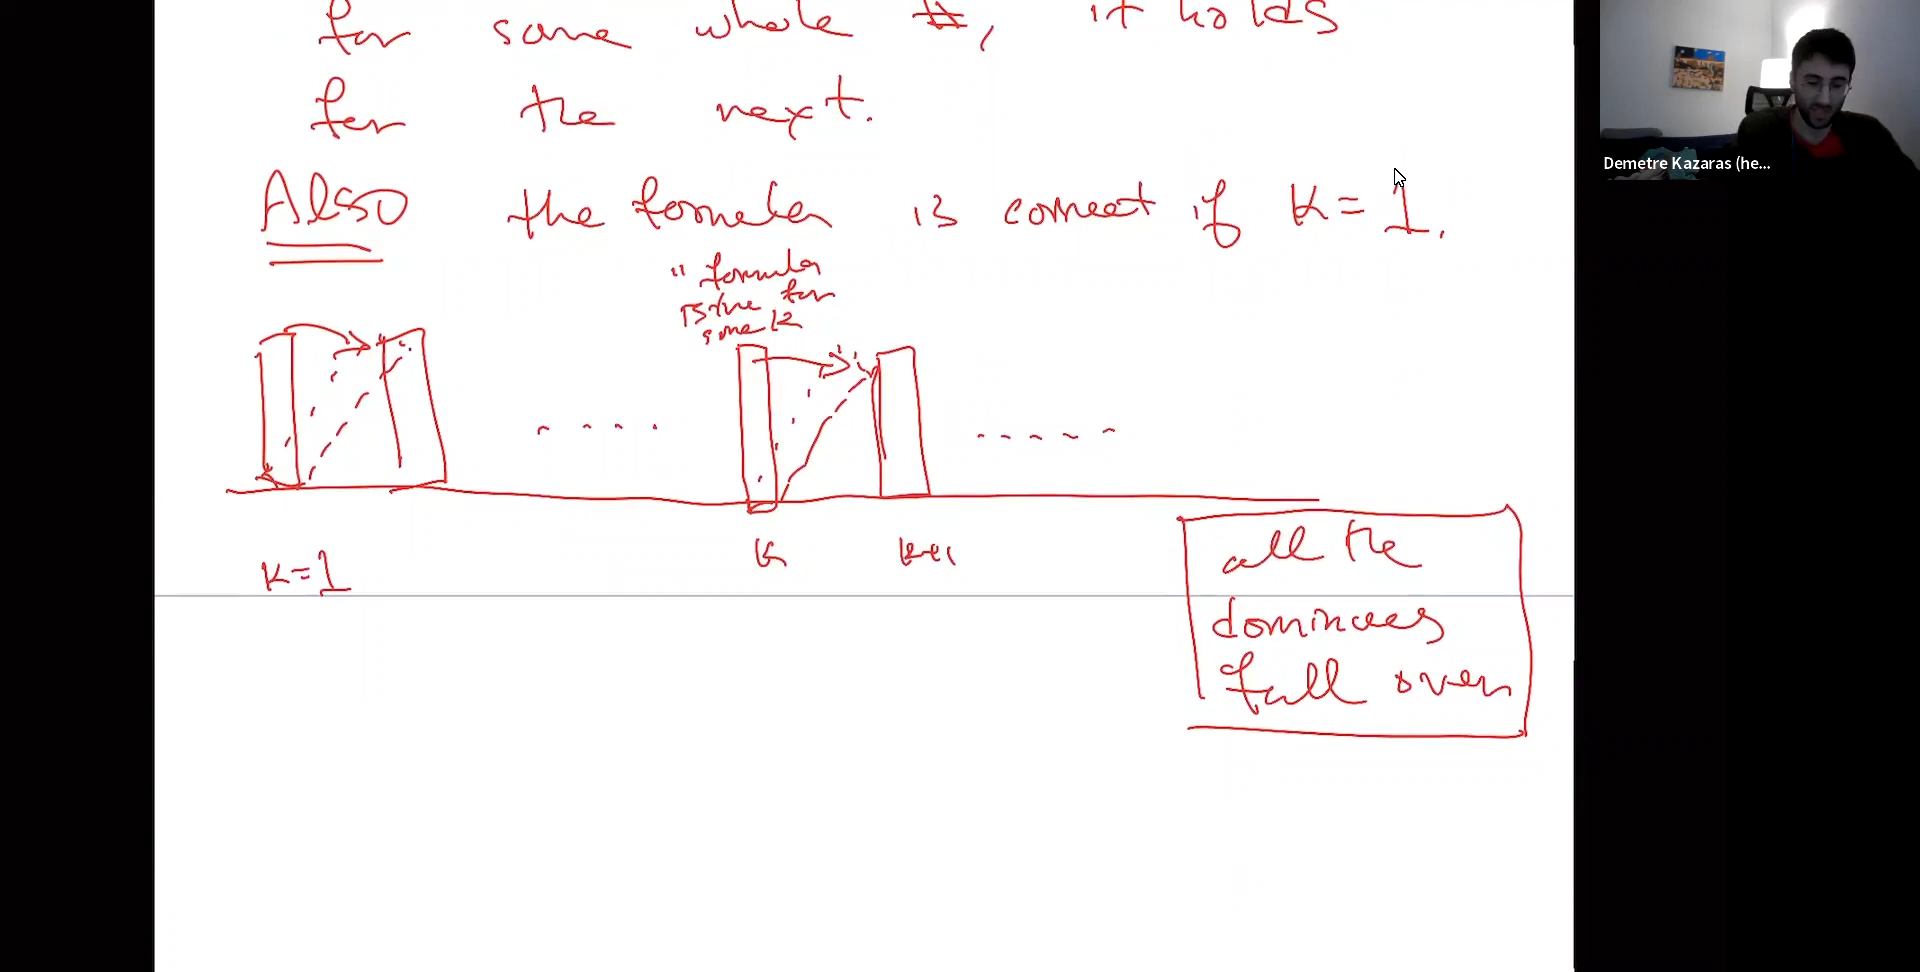 for some whole #, it holds
for the next.
Also the formula is correct if K = 1.
" formula
is true for
some k
K=1
K
K+1
all the
dominoes
fall over
Demetre Kazaras (he...